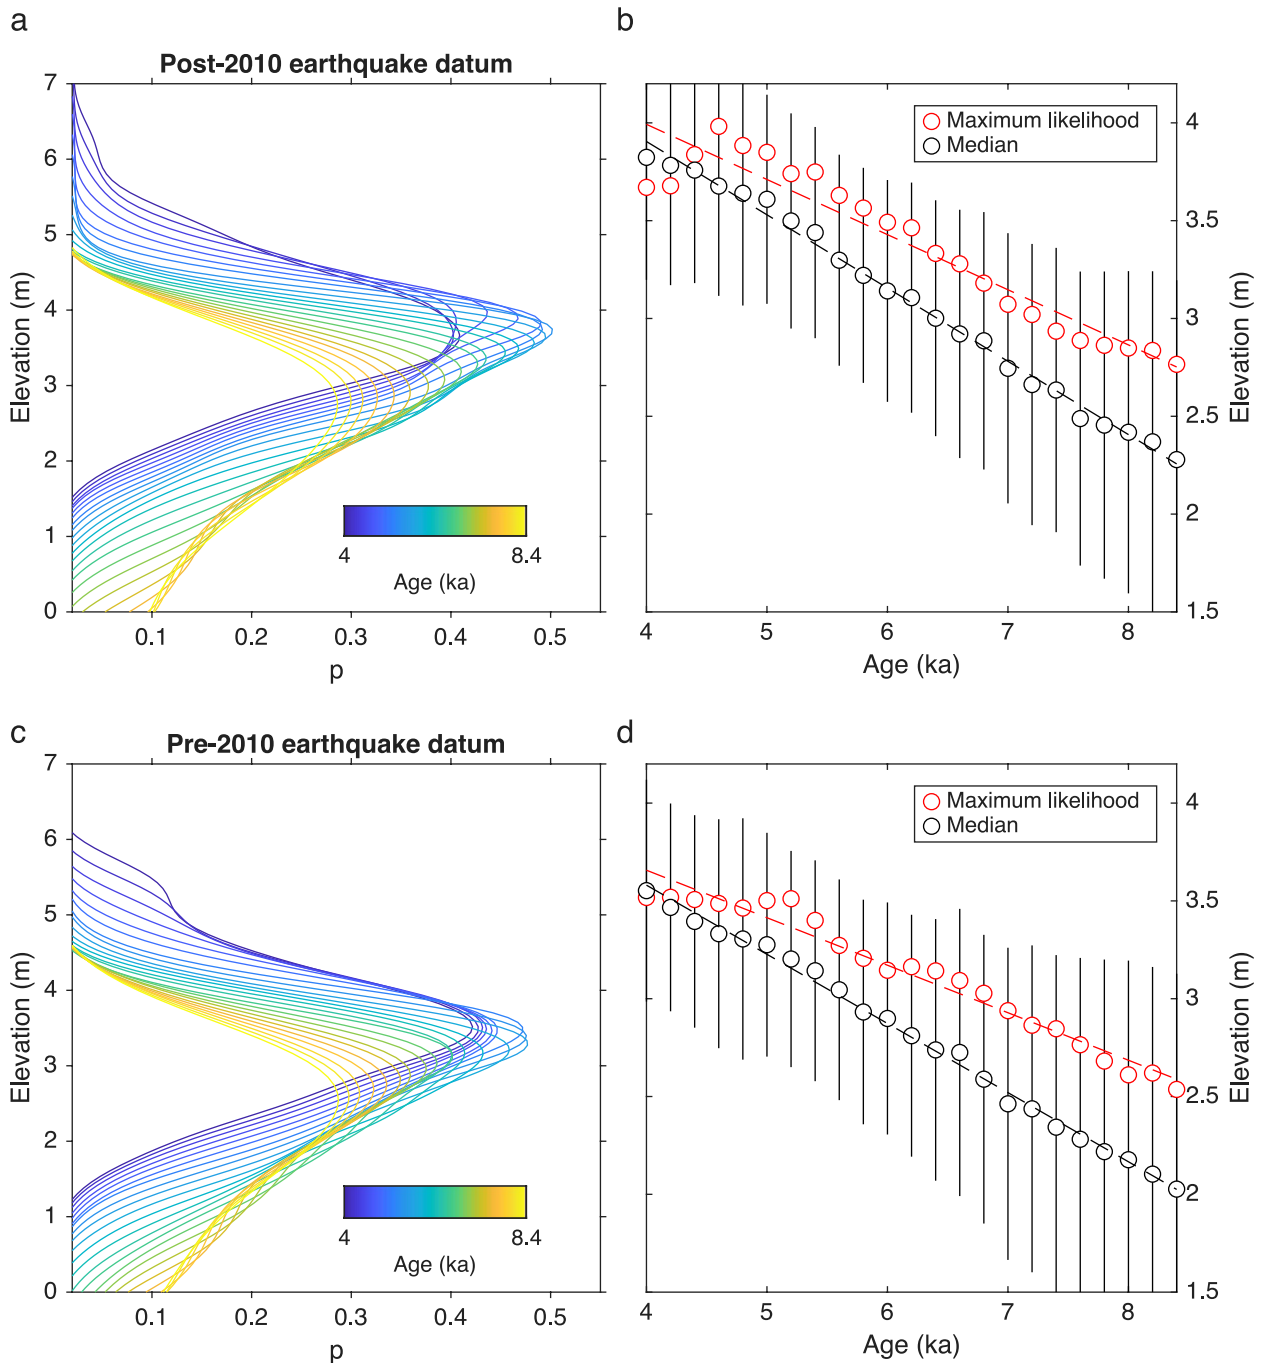 a
b
Post-2010 earthquake datum
7
6
5
4
3
2
1
0
Elevation (m)
0.1
0.2
0.3
0.4
0.5
p
4
8.4
Age (ka)
Maximum likelihood
Median
4
3.5
3
2.5
2
1.5
Elevation (m)
4
5
6
7
8
Age (ka)
c
d
Pre-2010 earthquake datum
7
6
5
4
3
2
1
0
Elevation (m)
0.1
0.2
0.3
0.4
0.5
p
4
8.4
Age (ka)
Maximum likelihood
Median
4
3.5
3
2.5
2
1.5
Elevation (m)
4
5
6
7
8
Age (ka)